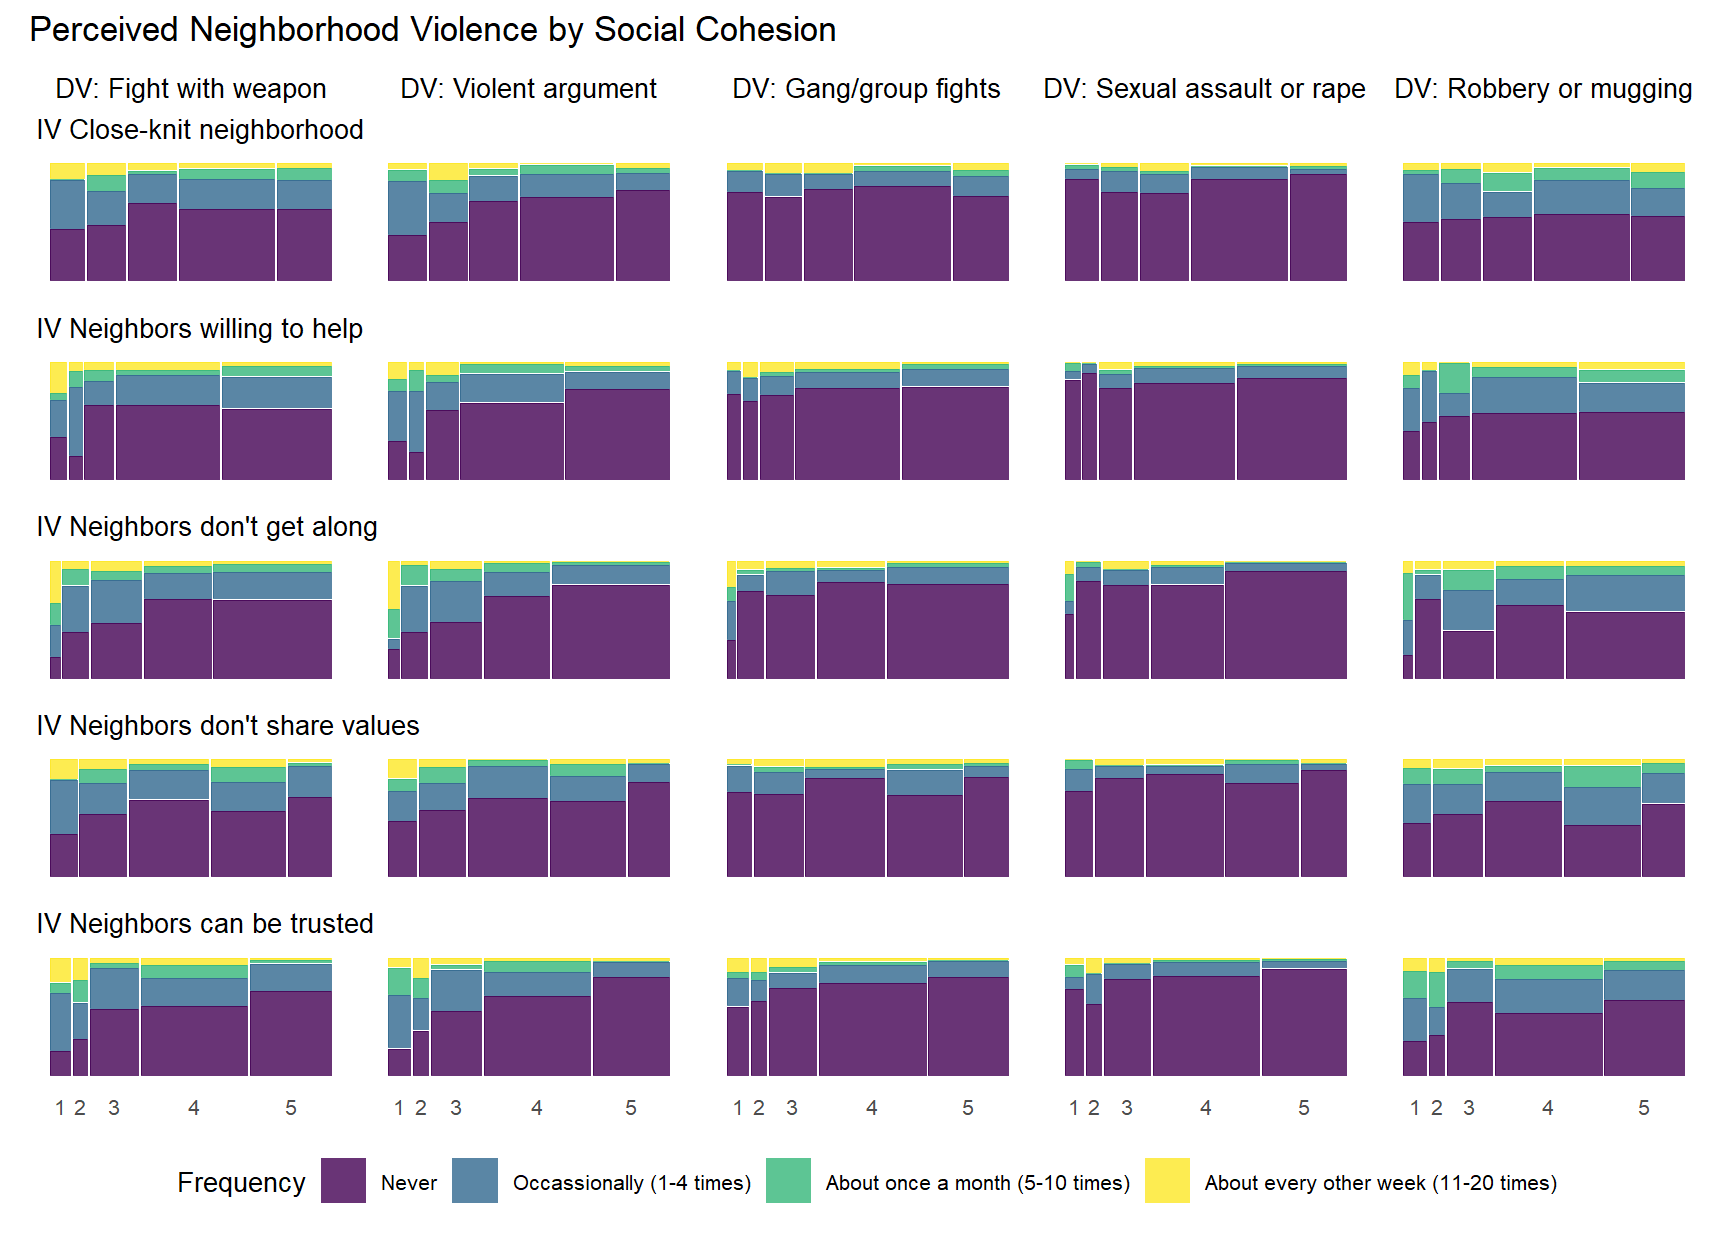 Perceived Neighborhood Violence by Social Cohesion
DV: Fight with weapon DV: Violent argument DV: Gang/group fights DV: Sexual assault or rape DV: Robbery or mugging
IV Close-knit neighborhood
IV Neighbors willing to help
IV Neighbors don't get along
IV Neighbors don't share values
IV Neighbors can be trusted
1 2 3 4 5 1 2 3 4 5 1 2 3 4 5 1 2 3 4 5 1 2 3 4 5
Frequency Never Occassionally (1-4 times) About once a month (5-10 times) About every other week (11-20 times)